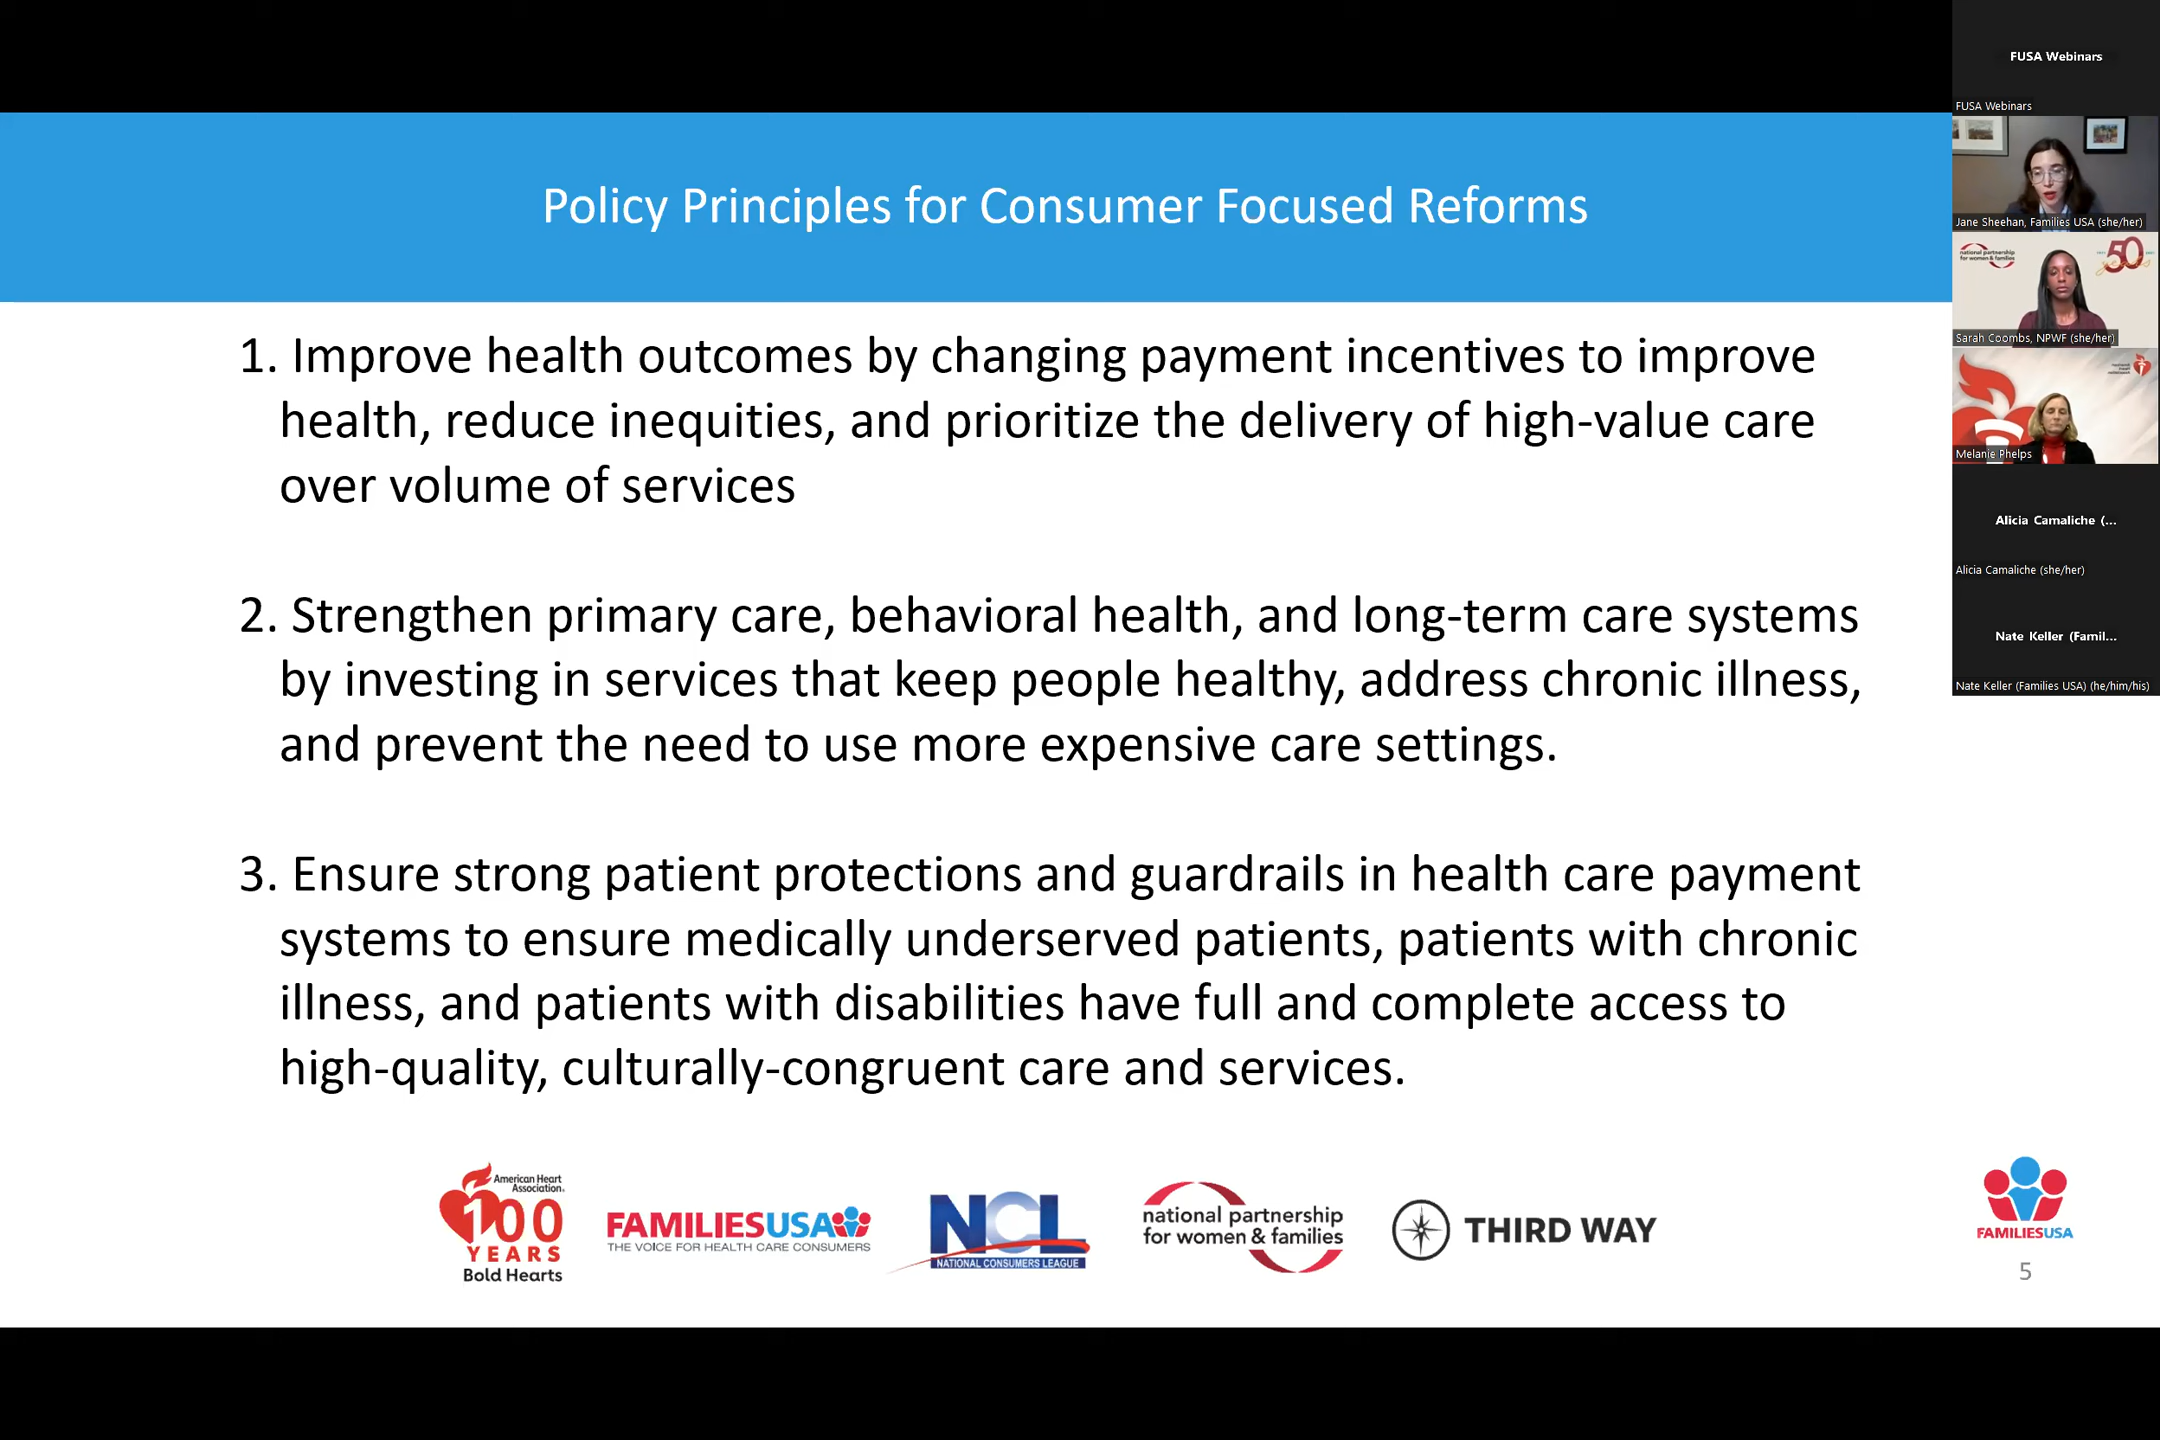 Policy Principles for Consumer Focused Reforms
1. Improve health outcomes by changing payment incentives to improve
health, reduce inequities, and prioritize the delivery of high-value care
over volume of services
2. Strengthen primary care, behavioral health, and long-term care systems
by investing in services that keep people healthy, address chronic illness,
and prevent the need to use more expensive care settings.
3. Ensure strong patient protections and guardrails in health care payment
systems to ensure medically underserved patients, patients with chronic
illness, and patients with disabilities have full and complete access to
high-quality, culturally-congruent care and services.
American Heart
Association.
100
YEARS
Bold Hearts
FAMILIESUSA
THE VOICE FOR HEALTH CARE CONSUMERS
NCL
NATIONAL CONSUMERS LEAGUE
national partnership
for women & families
THIRD WAY
FAMILIESUSA
5
FUSA Webinars
FUSA Webinars
Jane Sheehan, Families USA (she/her)
national partnership
for women & families
50
years
Sarah Coombs, NPWF (she/her)
Melanie Phelps
Alicia Camaliche (...
Alicia Camaliche (she/her)
Nate Keller (Famil...
Nate Keller (Families USA) (he/him/his)